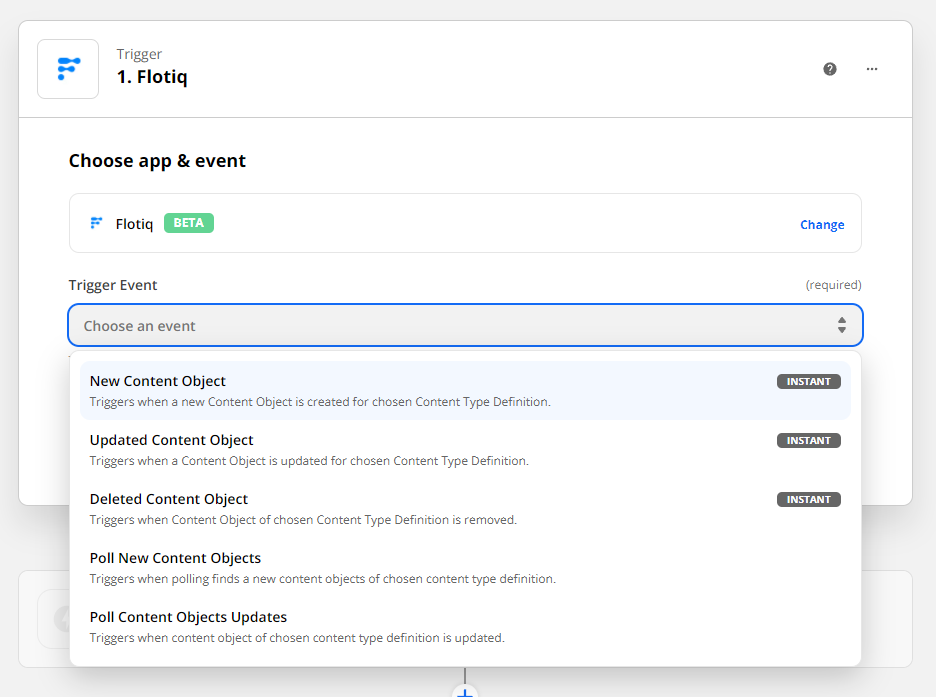 Trigger
1. Flotiq
Choose app & event
Flotiq BETA
Change
Trigger Event
(required)
Choose an event
New Content Object
INSTANT
Triggers when a new Content Object is created for chosen Content Type Definition.
Updated Content Object
INSTANT
Triggers when a Content Object is updated for chosen Content Type Definition.
Deleted Content Object
INSTANT
Triggers when Content Object of chosen Content Type Definition is removed.
Poll New Content Objects
Triggers when polling finds a new content objects of chosen content type definition.
Poll Content Objects Updates
Triggers when content object of chosen content type definition is updated.